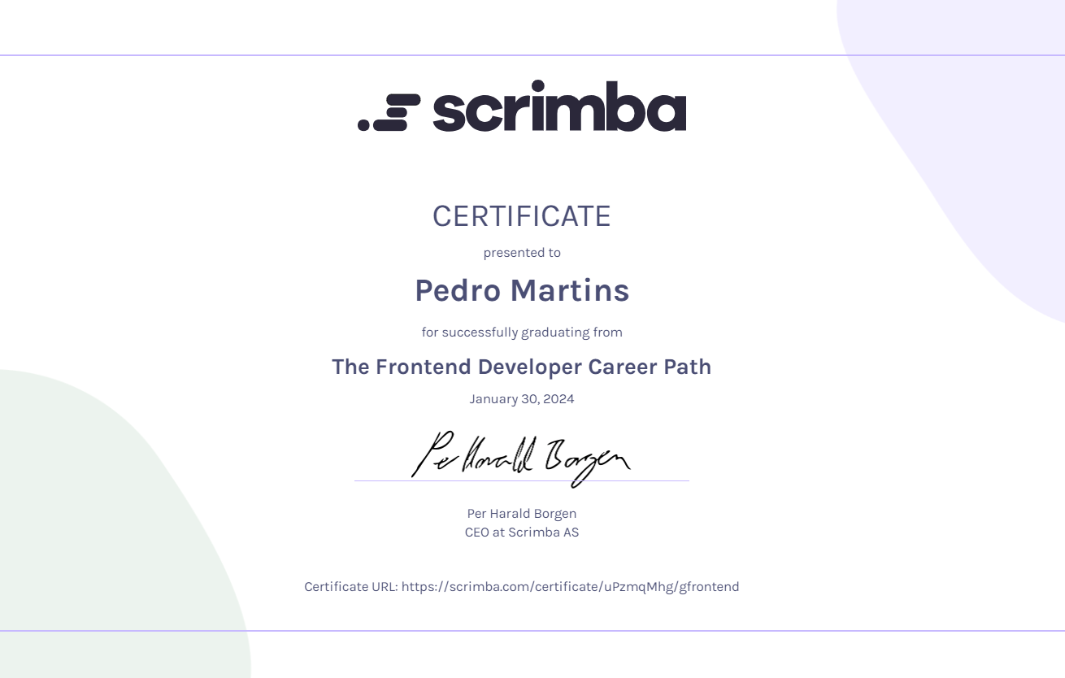 scrimba
CERTIFICATE
presented to
Pedro Martins
for successfully graduating from
The Frontend Developer Career Path
January 30, 2024
Per Harald Borgen
Per Harald Borgen
CEO at Scrimba AS
Certificate URL: https://scrimba.com/certificate/uPzmqMhg/gfrontend